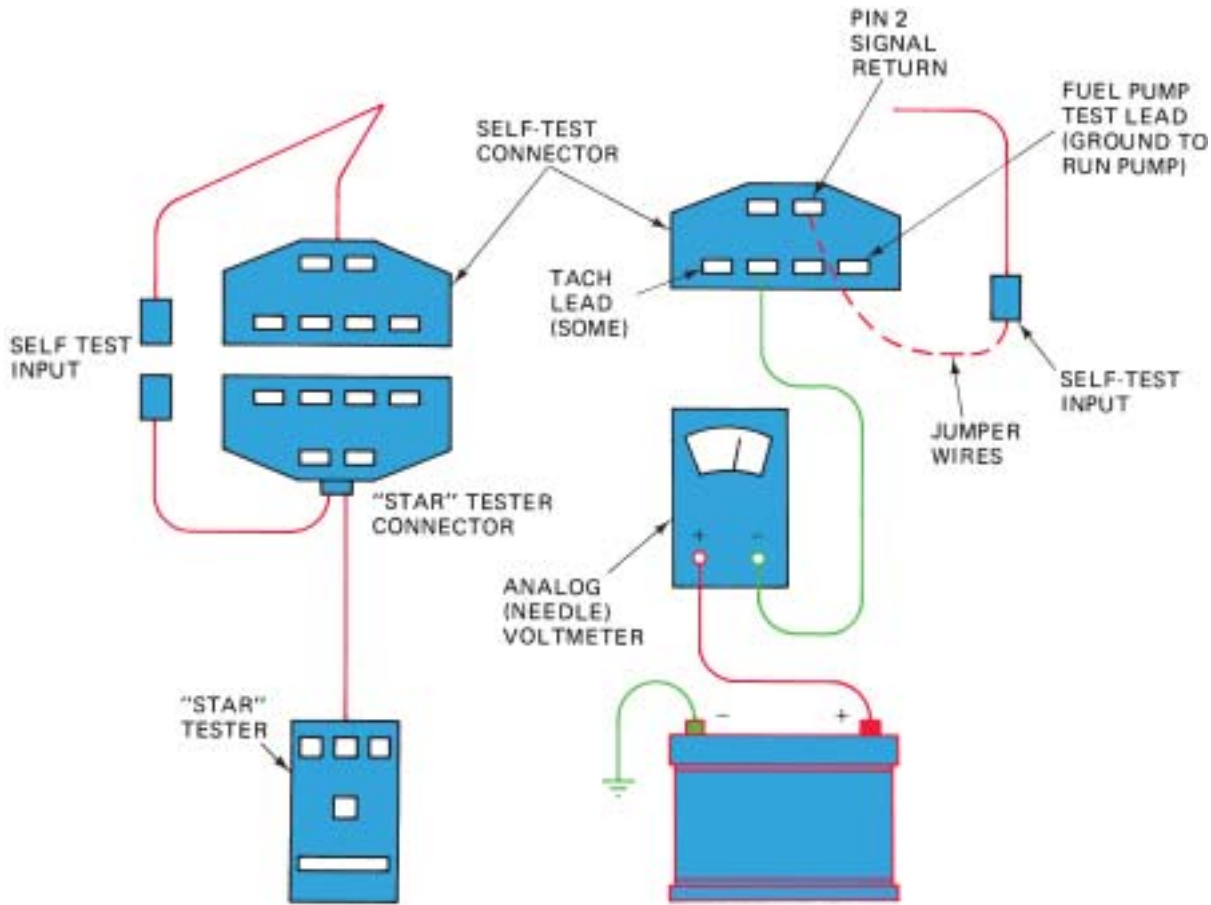 PIN 2
SIGNAL
RETURN
FUEL PUMP
TEST LEAD
(GROUND TO
RUN PUMP)
SELF-TEST
CONNECTOR
TACH
LEAD
(SOME)
SELF TEST
INPUT
SELF-TEST
INPUT
JUMPER
WIRES
"STAR" TESTER
CONNECTOR
+ -
ANALOG
(NEEDLE)
VOLTMETER
"STAR"
TESTER
- +